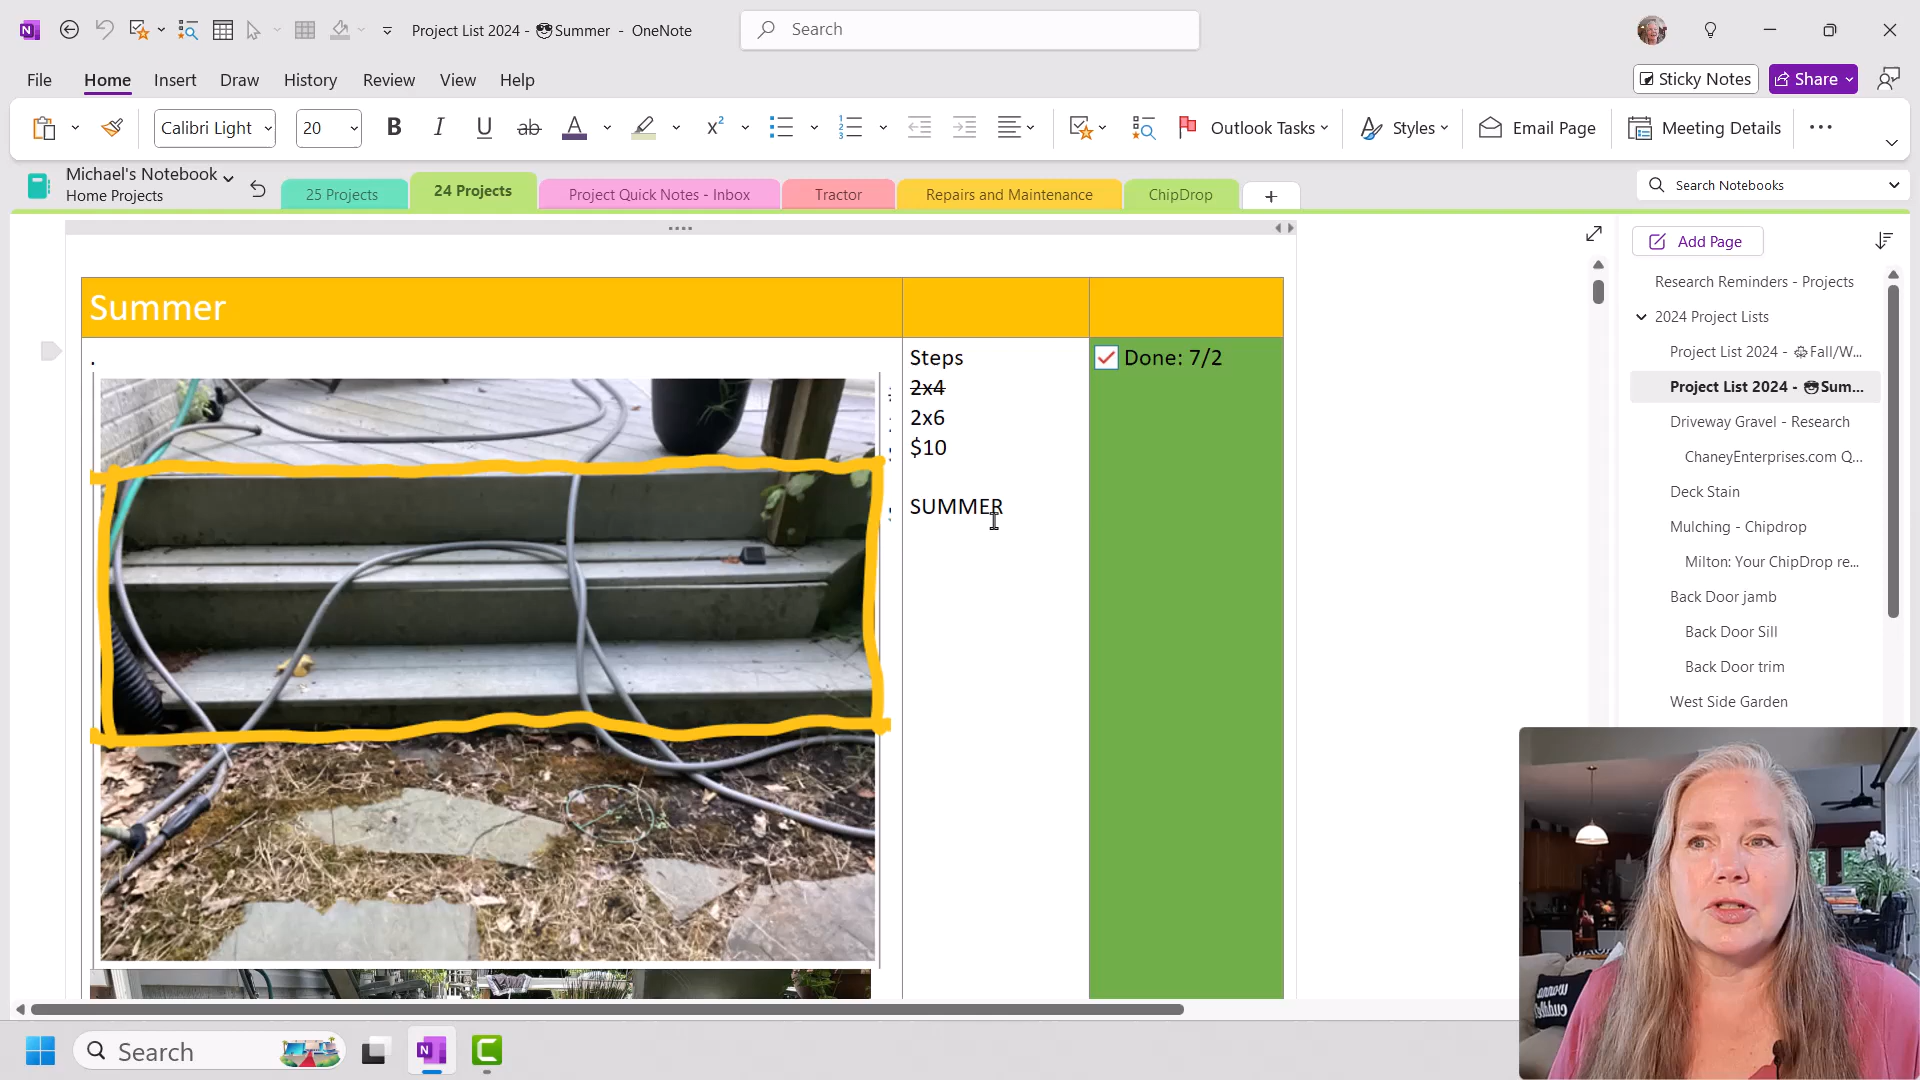 Project List 2024 - 😎Summer - OneNote
Search
File
Home
Insert
Draw
History
Review
View
Help
Sticky Notes
Share
Calibri Light
20
Outlook Tasks
Styles
Email Page
Meeting Details
Michael's Notebook
Home Projects
25 Projects
24 Projects
Project Quick Notes - Inbox
Tractor
Repairs and Maintenance
ChipDrop
Search Notebooks
Summer
.
Steps
2x4
2x6
$10
SUMMER
Done: 7/2
Add Page
Research Reminders - Projects
2024 Project Lists
Project List 2024 - 🍂Fall/W...
Project List 2024 - 😎Sum...
Driveway Gravel - Research
ChaneyEnterprises.com Q...
Deck Stain
Mulching - Chipdrop
Milton: Your ChipDrop re...
Back Door jamb
Back Door Sill
Back Door trim
West Side Garden
Search